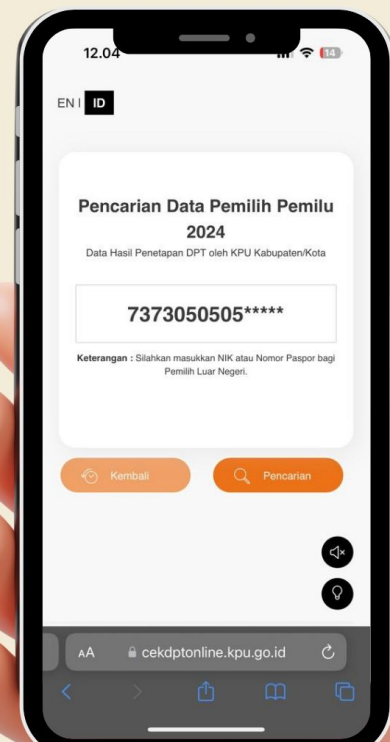 12.04
14
EN | ID
Pencarian Data Pemilih Pemilu
2024
Data Hasil Penetapan DPT oleh KPU Kabupaten/Kota
7373050505*****
Keterangan : Silahkan masukkan NIK atau Nomor Paspor bagi
Pemilih Luar Negeri.
Kembali
Pencarian
AA cekdptonline.kpu.go.id